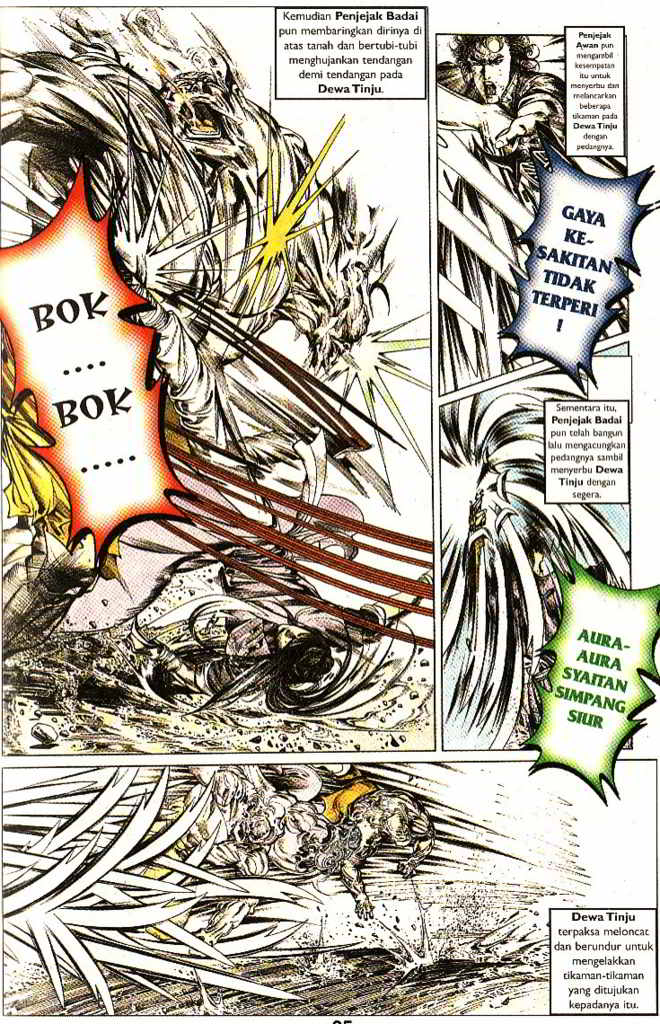 Kemudian Penjejak Badai
pun membaringkan dirinya di
atas tanah dan bertubi-tubi
menghujankan tendangan
demi tendangan pada
Dewa Tinju.
BOK
....
BOK
.....
Penjejak
Awan pun
mengambil
kesempatan
itu untuk
menyerbu dan
melancarkan
beberapa
tikaman pada
Dewa Tinju
dengan
pedangnya.
GAYA
KE-
SAKITAN
TIDAK
TERPERI
!
Sementara itu,
Penjejak Badai
pun telah bangun
lalu mengacungkan
pedangnya sambil
menyerbu Dewa
Tinju dengan
segera.
AURA-
AURA
SYAITAN
SIMPANG
SIUR
Dewa Tinju
terpaksa meloncat
dan berundur untuk
mengelakkan
tikaman-tikaman
yang ditujukan
kepadanya itu.